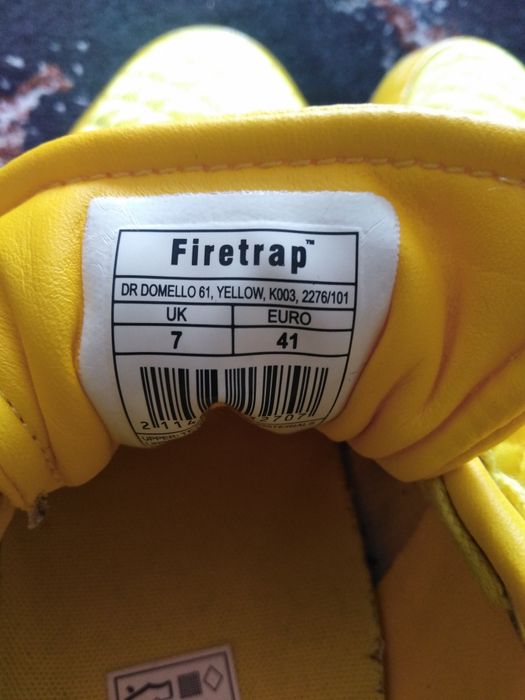 Firetrap™
DR DOMELLO 61, YELLOW, K003, 2276/101
UK EURO
7 41